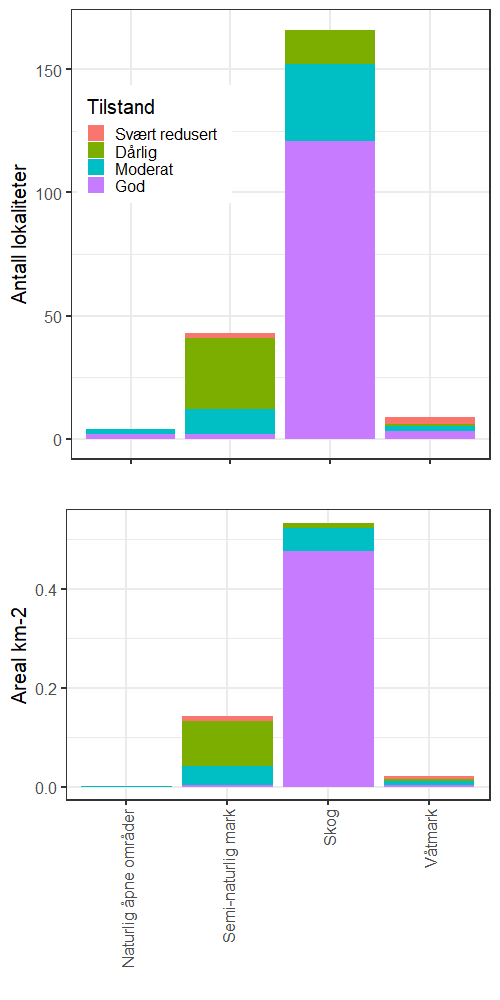 150
100
50
0
Antall lokaliteter
Tilstand
Svært redusert
Dårlig
Moderat
God
0.4
0.2
0.0
Areal km-2
Naturlig åpne områder
Semi-naturlig mark
Skog
Våtmark